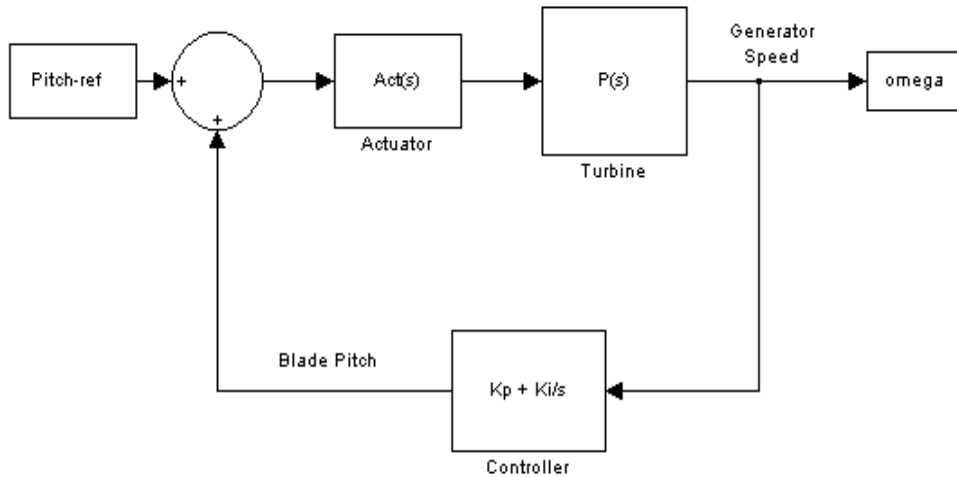 Generator
Speed
Pitch-ref
+
Act(s)
P(s)
omega
+
Actuator
Turbine
Blade Pitch
Kp + Ki/s
Controller